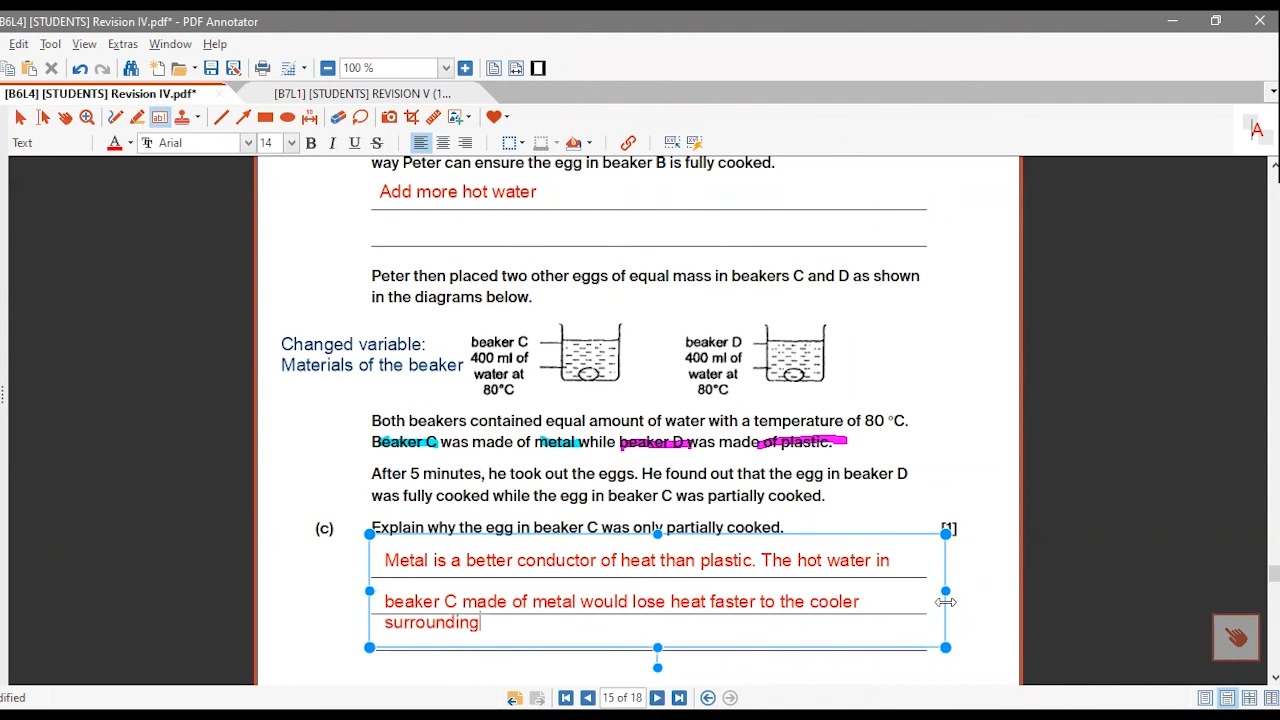 B6L4] [STUDENTS] Revision IV.pdf* - PDF Annotator
Edit Tool View Extras Window Help
100 %
[B6L4] [STUDENTS] Revision IV.pdf*
[B7L1] [STUDENTS] REVISION V (1...
Text
Arial
14
B I U S
A
way Peter can ensure the egg in beaker B is fully cooked.
Add more hot water
Peter then placed two other eggs of equal mass in beakers C and D as shown
in the diagrams below.
Changed variable:
Materials of the beaker
beaker C
400 ml of
water at
80°C
beaker D
400 ml of
water at
80°C
Both beakers contained equal amount of water with a temperature of 80 °C.
Beaker C was made of metal while beaker D was made of plastic.
After 5 minutes, he took out the eggs. He found out that the egg in beaker D
was fully cooked while the egg in beaker C was partially cooked.
(c) Explain why the egg in beaker C was only partially cooked. [1]
Metal is a better conductor of heat than plastic. The hot water in
beaker C made of metal would lose heat faster to the cooler
surrounding
dified
15 of 18